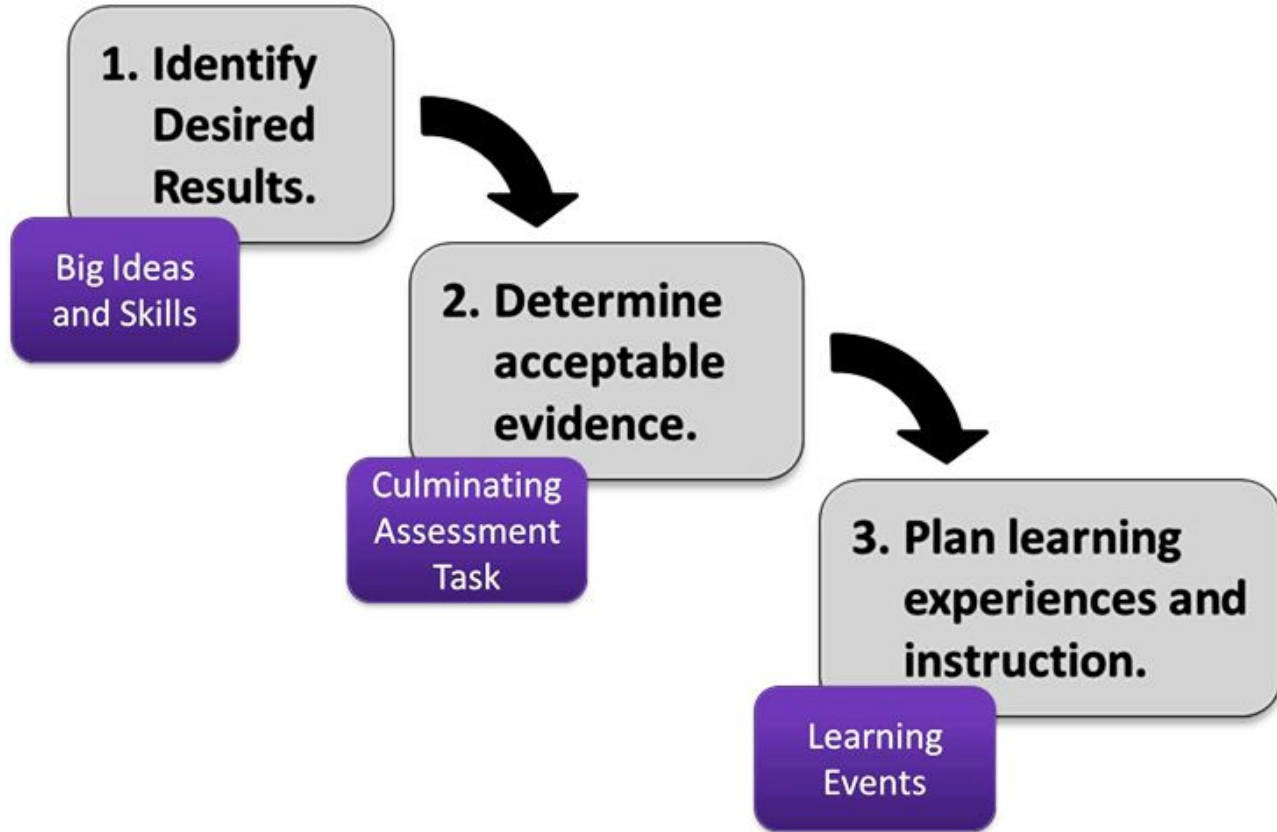 1. Identify
Desired
Results.
Big Ideas
and Skills
2. Determine
acceptable
evidence.
Culminating
Assessment
Task
3. Plan learning
experiences and
instruction.
Learning
Events